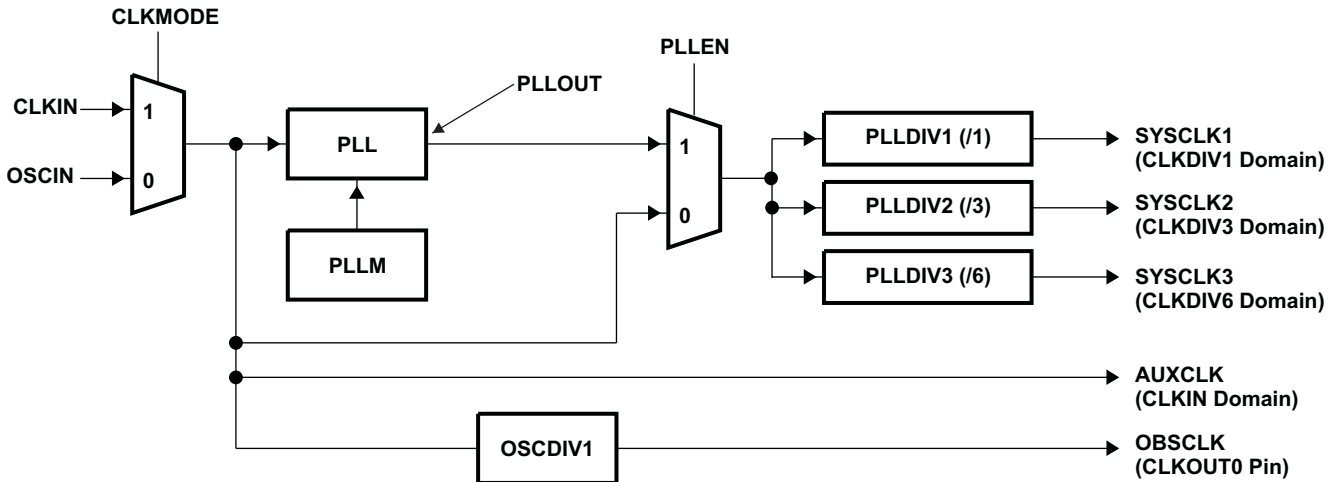 CLKMODE
CLKIN
1
OSCIN
0
PLL
PLLOUT
PLLM
PLLEN
1
0
PLLDIV1 (/1)
SYSCLK1
(CLKDIV1 Domain)
PLLDIV2 (/3)
SYSCLK2
(CLKDIV3 Domain)
PLLDIV3 (/6)
SYSCLK3
(CLKDIV6 Domain)
AUXCLK
(CLKIN Domain)
OSCDIV1
OBSCLK
(CLKOUT0 Pin)